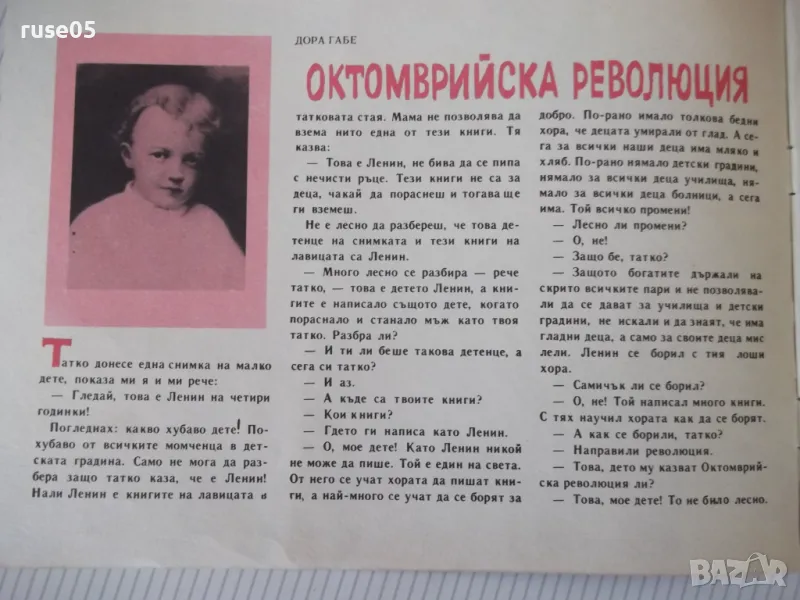 ruse05
ДОРА ГАБЕ
ОКТОМВРИЙСКА РЕВОЛЮЦИЯ
Татко донесе една снимка на малко
дете, показа ми я и ми рече:
— Гледай, това е Ленин на четири
годинки!
Погледнах: какво хубаво дете! По-
хубаво от всичките момченца в дет-
ската градина. Само не мога да раз-
бера защо татко каза, че е Ленин!
Нали Ленин е книгите на лавицата в
татковата стая. Мама не позволява да
взема нито една от тези книги. Тя
казва:
— Това е Ленин, не бива да се пипа
с нечисти ръце. Тези книги не са за
деца, чакай да пораснеш и тогава ще
ги вземеш.
Не е лесно да разбереш, че това де-
тенце на снимката и тези книги на
лавицата са Ленин.
— Много лесно се разбира — рече
татко, — това е детето Ленин, а кни-
гите е написало същото дете, когато
пораснало и станало мъж като твоя
татко. Разбра ли?
— И ти ли беше такова детенце, а
сега си татко?
— И аз.
— А къде са твоите книги?
— Кои книги?
— Гдето ги написа като Ленин.
— О, мое дете! Като Ленин никой
не може да пише. Той е един на света.
От него се учат хората да пишат кни-
ги, а най-много се учат да се борят за
добро. По-рано имало толкова бедни
хора, че децата умирали от глад. А се-
га за всички наши деца има мляко и
хляб. По-рано нямало детски градини,
нямало за всички деца училища, ня-
мало за всички деца болници, а сега
има. Той всичко промени!
— Лесно ли промени?
— О, не!
— Защо бе, татко?
— Защото богатите държали на
скрито всичките пари и не позволява-
ли да се дават за училища и детски
градини, не искали и да знаят, че има
гладни деца, а само за своите деца мис
лели. Ленин се борил с тия лоши
хора.
— Самичък ли се борил?
— О, не! Той написал много книги.
С тях научил хората как да се борят.
— А как се борили, татко?
— Направили революция.
— Това, дето му казват Октомврий-
ска революция ли?
— Това, мое дете! То не било лесно.
BAZAR
bg